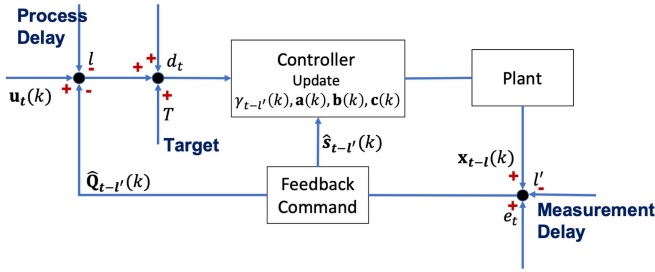 Process
Delay
l
-
+
+
d_t
u_t(k)
+
-
+
T
Target
Controller
Update
γ_{t−l′}(k), a(k), b(k), c(k)
Plant
ŝ_{t−l′}(k)
x_{t−l}(k)
Q̂_{t−l′}(k)
Feedback
Command
+
l′
-
+
e_t
Measurement
Delay